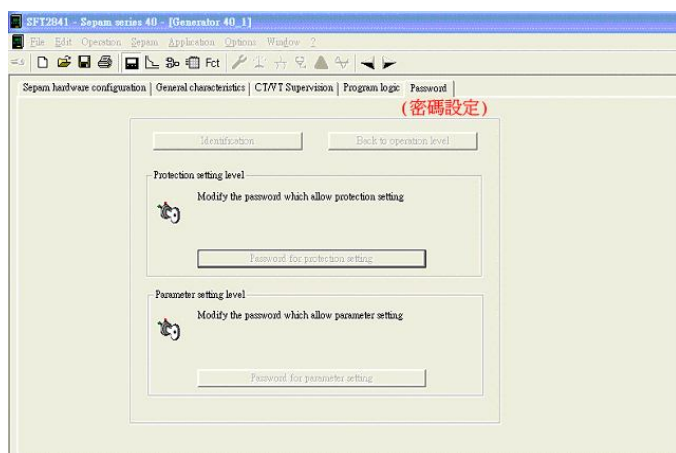 SFT2841 - Sepam series 40 - [Generator 40_1]
File Edit Operation Sepam Application Options Window ?
Fct
Sepam hardware configuration | General characteristics | CT/VT Supervision | Program logic | Password
(密碼設定)
Identification
Back to operation level
Protection setting level
Modify the password which allow protection setting
Password for protection setting
Parameter setting level
Modify the password which allow parameter setting
Password for parameter setting